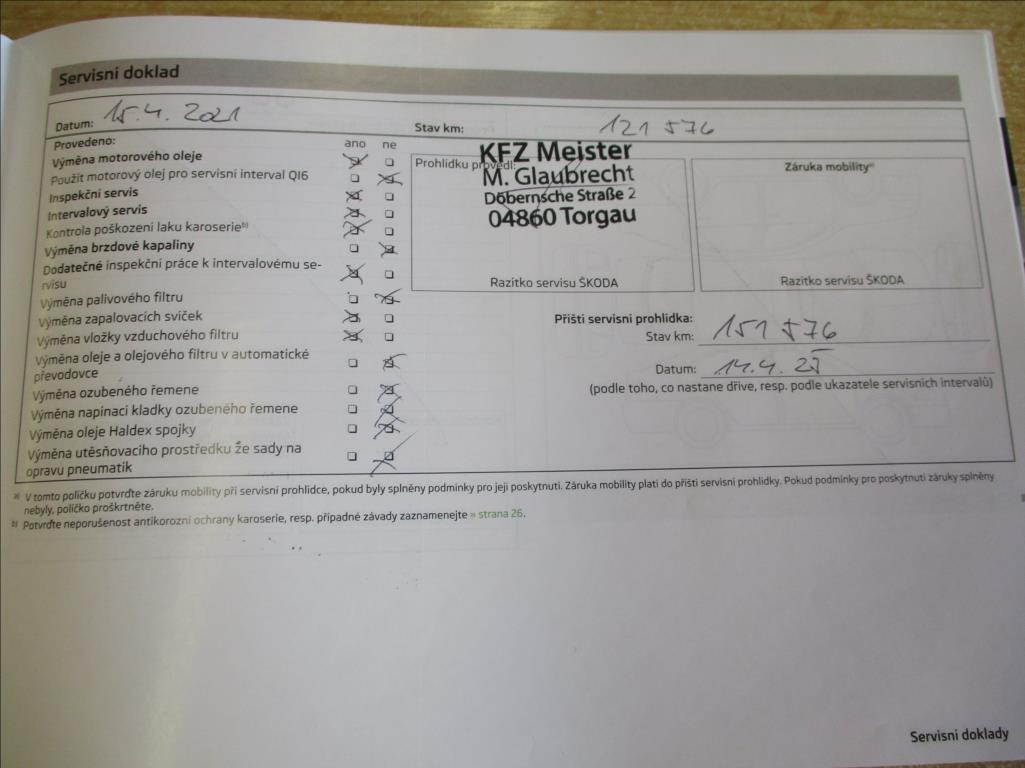 Servisní doklad
Datum: 15.4.2021
Stav km: 121 576
Provedeno:
ano ne
Výměna motorového oleje
Použit motorový olej pro servisní interval QI6
Inspekční servis
Intervalový servis
Kontrola poškození laku karoserieb)
Výměna brzdové kapaliny
Dodatečné inspekční práce k intervalovému se-
rvisu
Výměna palivového filtru
Výměna zapalovacích svíček
Výměna vložky vzduchového filtru
Výměna oleje a olejového filtru v automatické
převodovce
Výměna ozubeného řemene
Výměna napínací kladky ozubeného řemene
Výměna oleje Haldex spojky
Výměna utěsňovacího prostředku ze sady na
opravu pneumatik
Prohlídku provedl:
KFZ Meister
M. Glaubrecht
Döbernsche Straße 2
04860 Torgau
Razítko servisu ŠKODA
Záruka mobilitya)
Razítko servisu ŠKODA
Příští servisní prohlídka:
Stav km: 151 576
Datum: 14.4.
(podle toho, co nastane dříve, resp. podle ukazatele servisních intervalů)
a) V tomto políčku potvrďte záruku mobility při servisní prohlídce, pokud byly splněny podmínky pro její poskytnutí. Záruka mobility platí do příští servisní prohlídky. Pokud podmínky pro poskytnutí záruky splněny
nebyly, políčko proškrtněte.
b) Potvrďte neporušenost antikorozní ochrany karoserie, resp. případné závady zaznamenejte » strana 26.
Servisní doklady